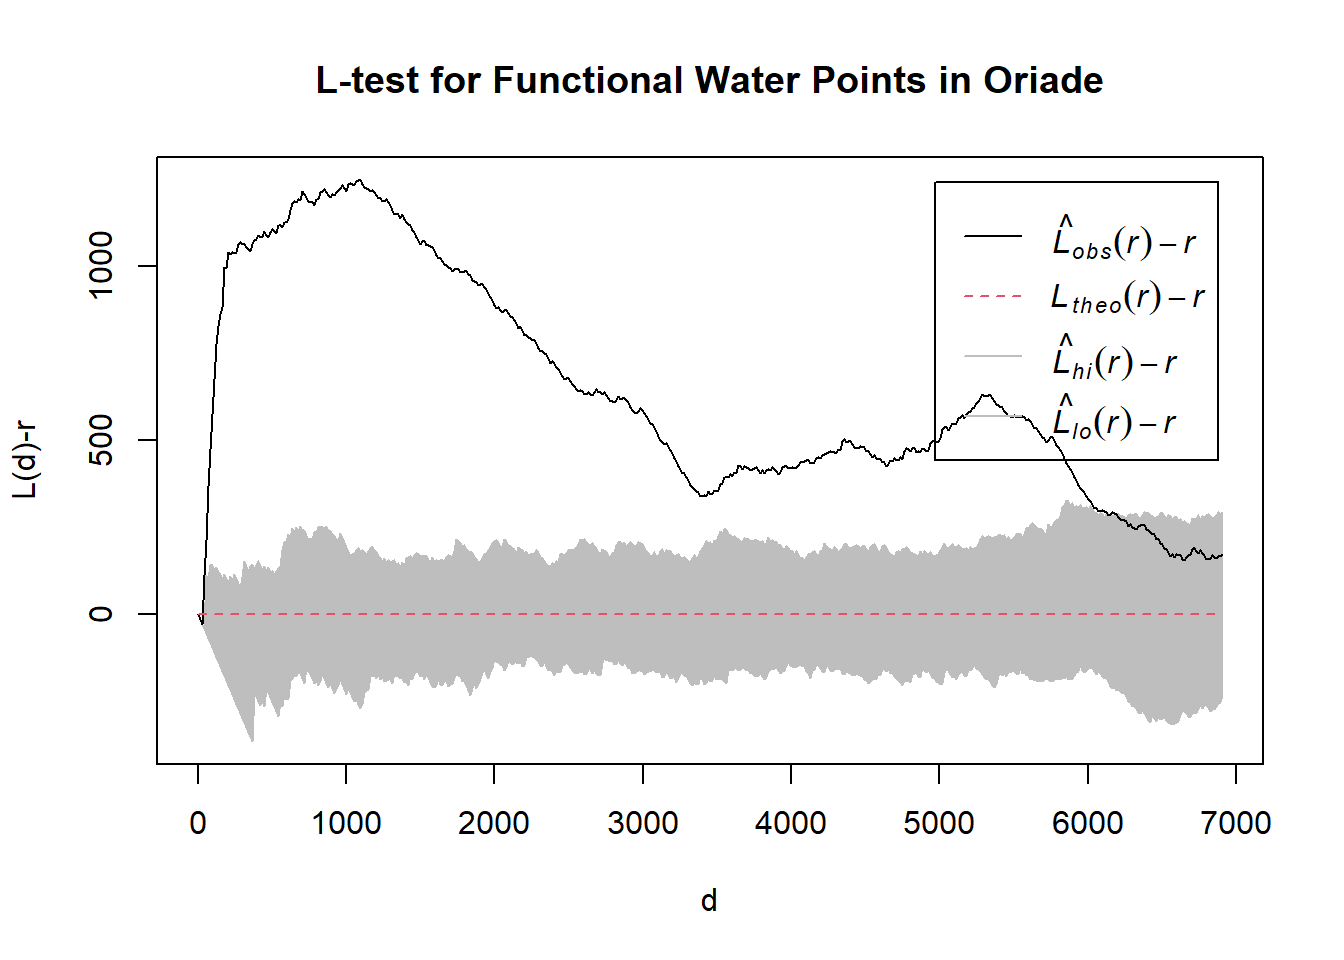 L-test for Functional Water Points in Oriade
L̂obs(r) – r
Ltheo(r) – r
L̂hi(r) – r
L̂lo(r) – r
1000
500
0
L(d)-r
0 1000 2000 3000 4000 5000 6000 7000
d